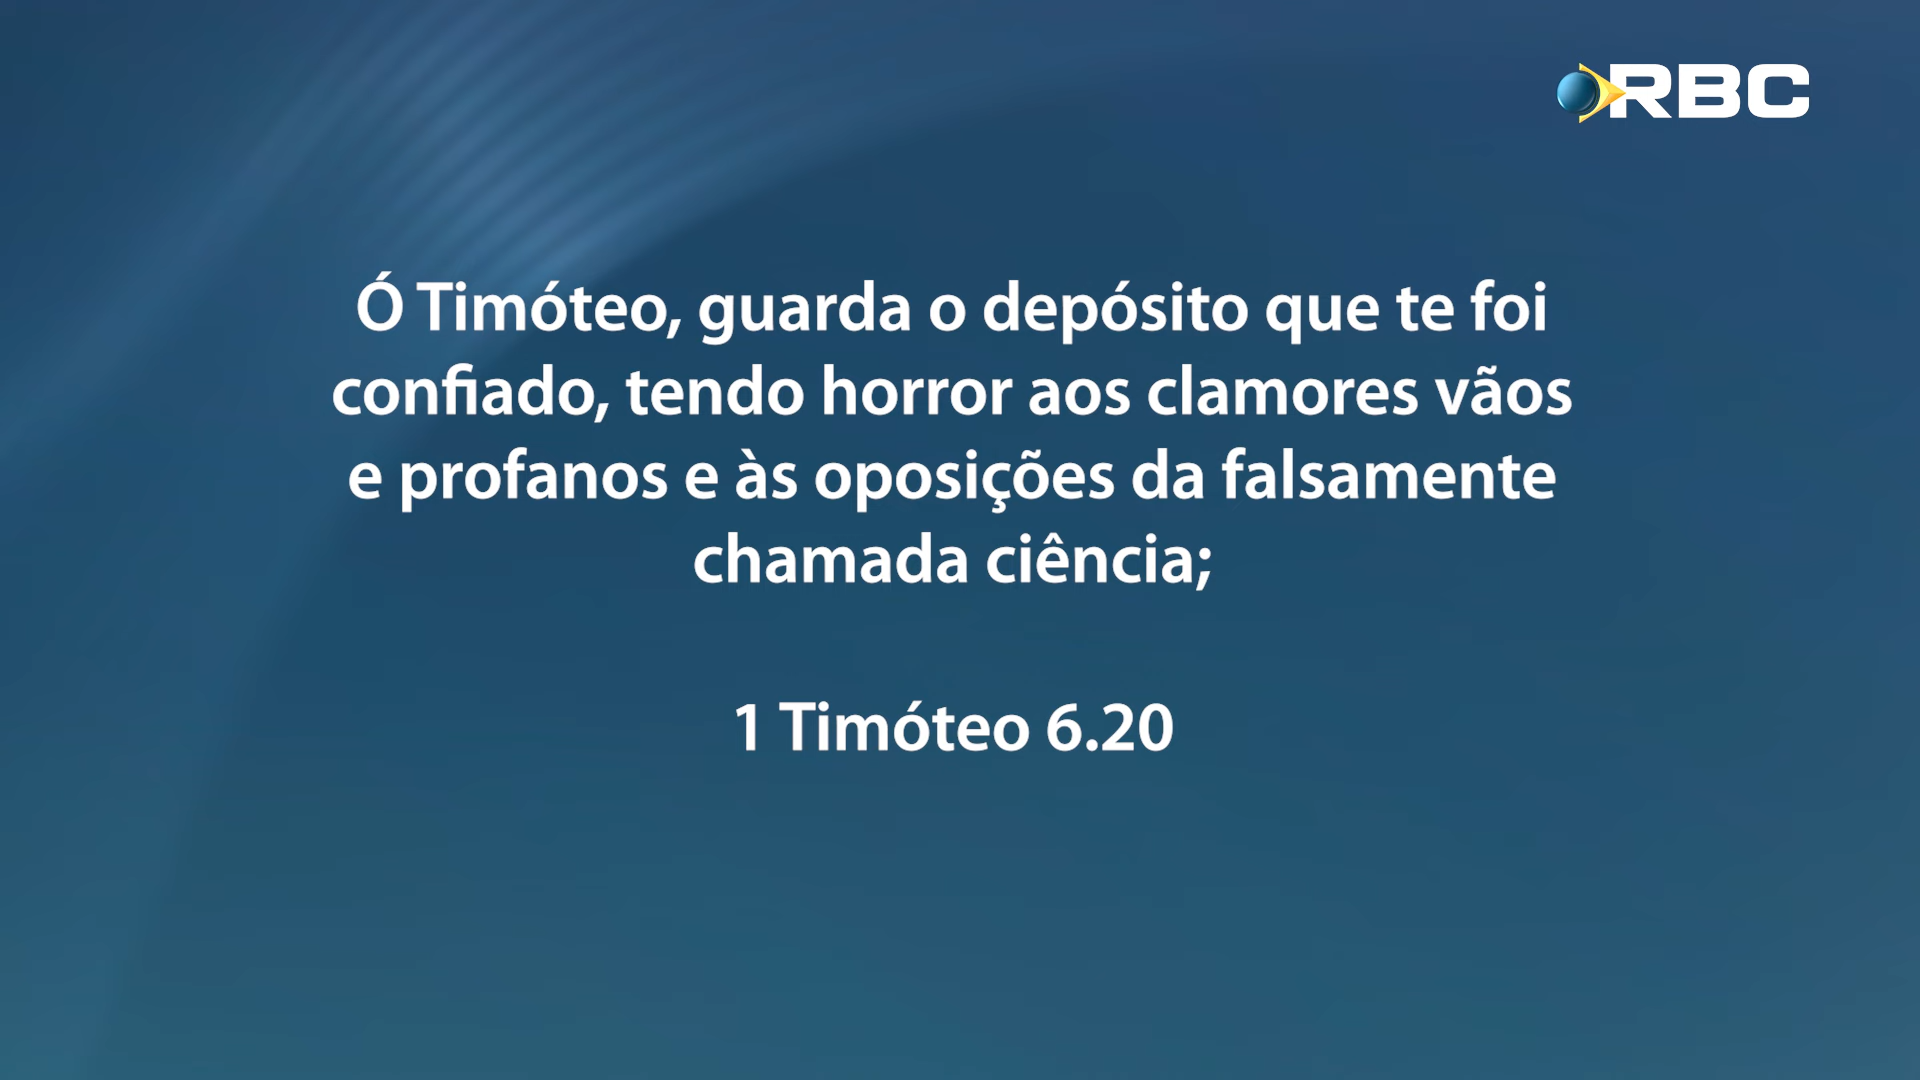 RBC
Ó Timóteo, guarda o depósito que te foi
confiado, tendo horror aos clamores vãos
e profanos e às oposições da falsamente
chamada ciência;
1 Timóteo 6.20